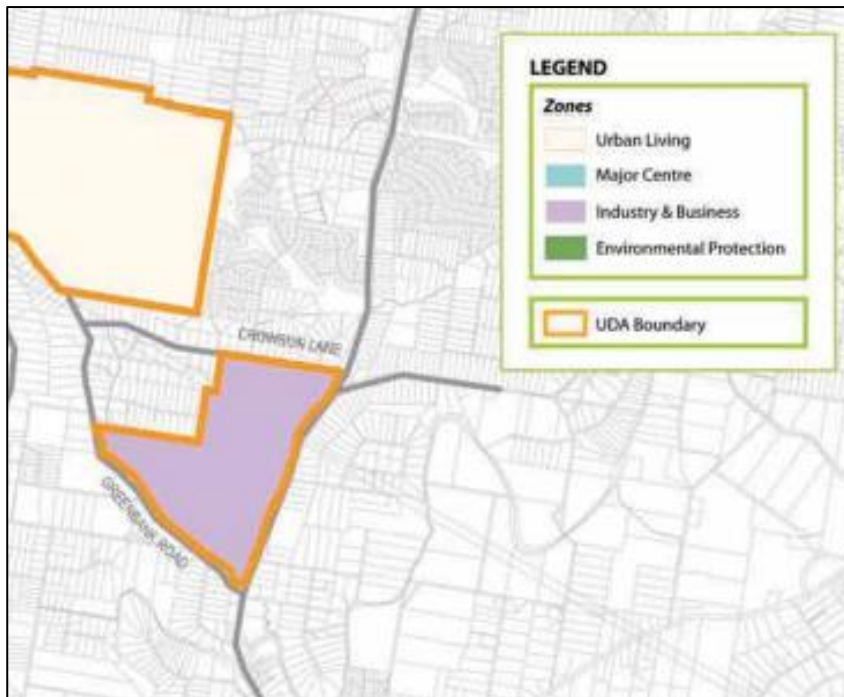 LEGEND
Zones
Urban Living
Major Centre
Industry & Business
Environmental Protection
UDA Boundary
CROWSON LANE
GREENBANK ROAD